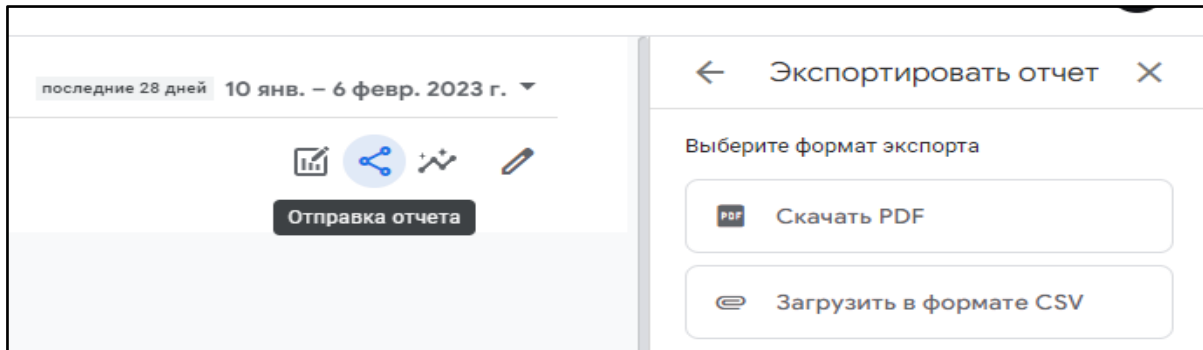 последние 28 дней 10 янв. – 6 февр. 2023 г.
Отправка отчета
Экспортировать отчет
Выберите формат экспорта
PDF Скачать PDF
Загрузить в формате CSV